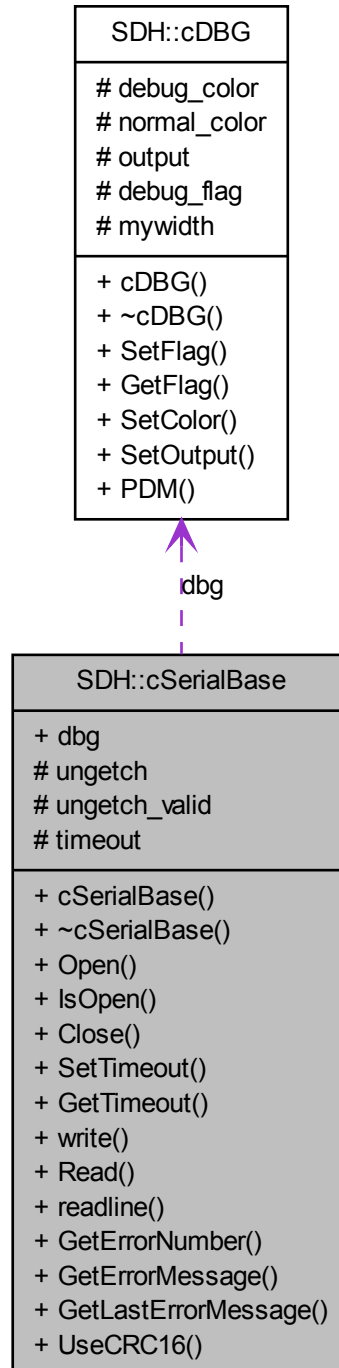 SDH::cDBG
# debug_color
# normal_color
# output
# debug_flag
# mywidth
+ cDBG()
+ ~cDBG()
+ SetFlag()
+ GetFlag()
+ SetColor()
+ SetOutput()
+ PDM()
dbg
SDH::cSerialBase
+ dbg
# ungetch
# ungetch_valid
# timeout
+ cSerialBase()
+ ~cSerialBase()
+ Open()
+ IsOpen()
+ Close()
+ SetTimeout()
+ GetTimeout()
+ write()
+ Read()
+ readline()
+ GetErrorNumber()
+ GetErrorMessage()
+ GetLastErrorMessage()
+ UseCRC16()